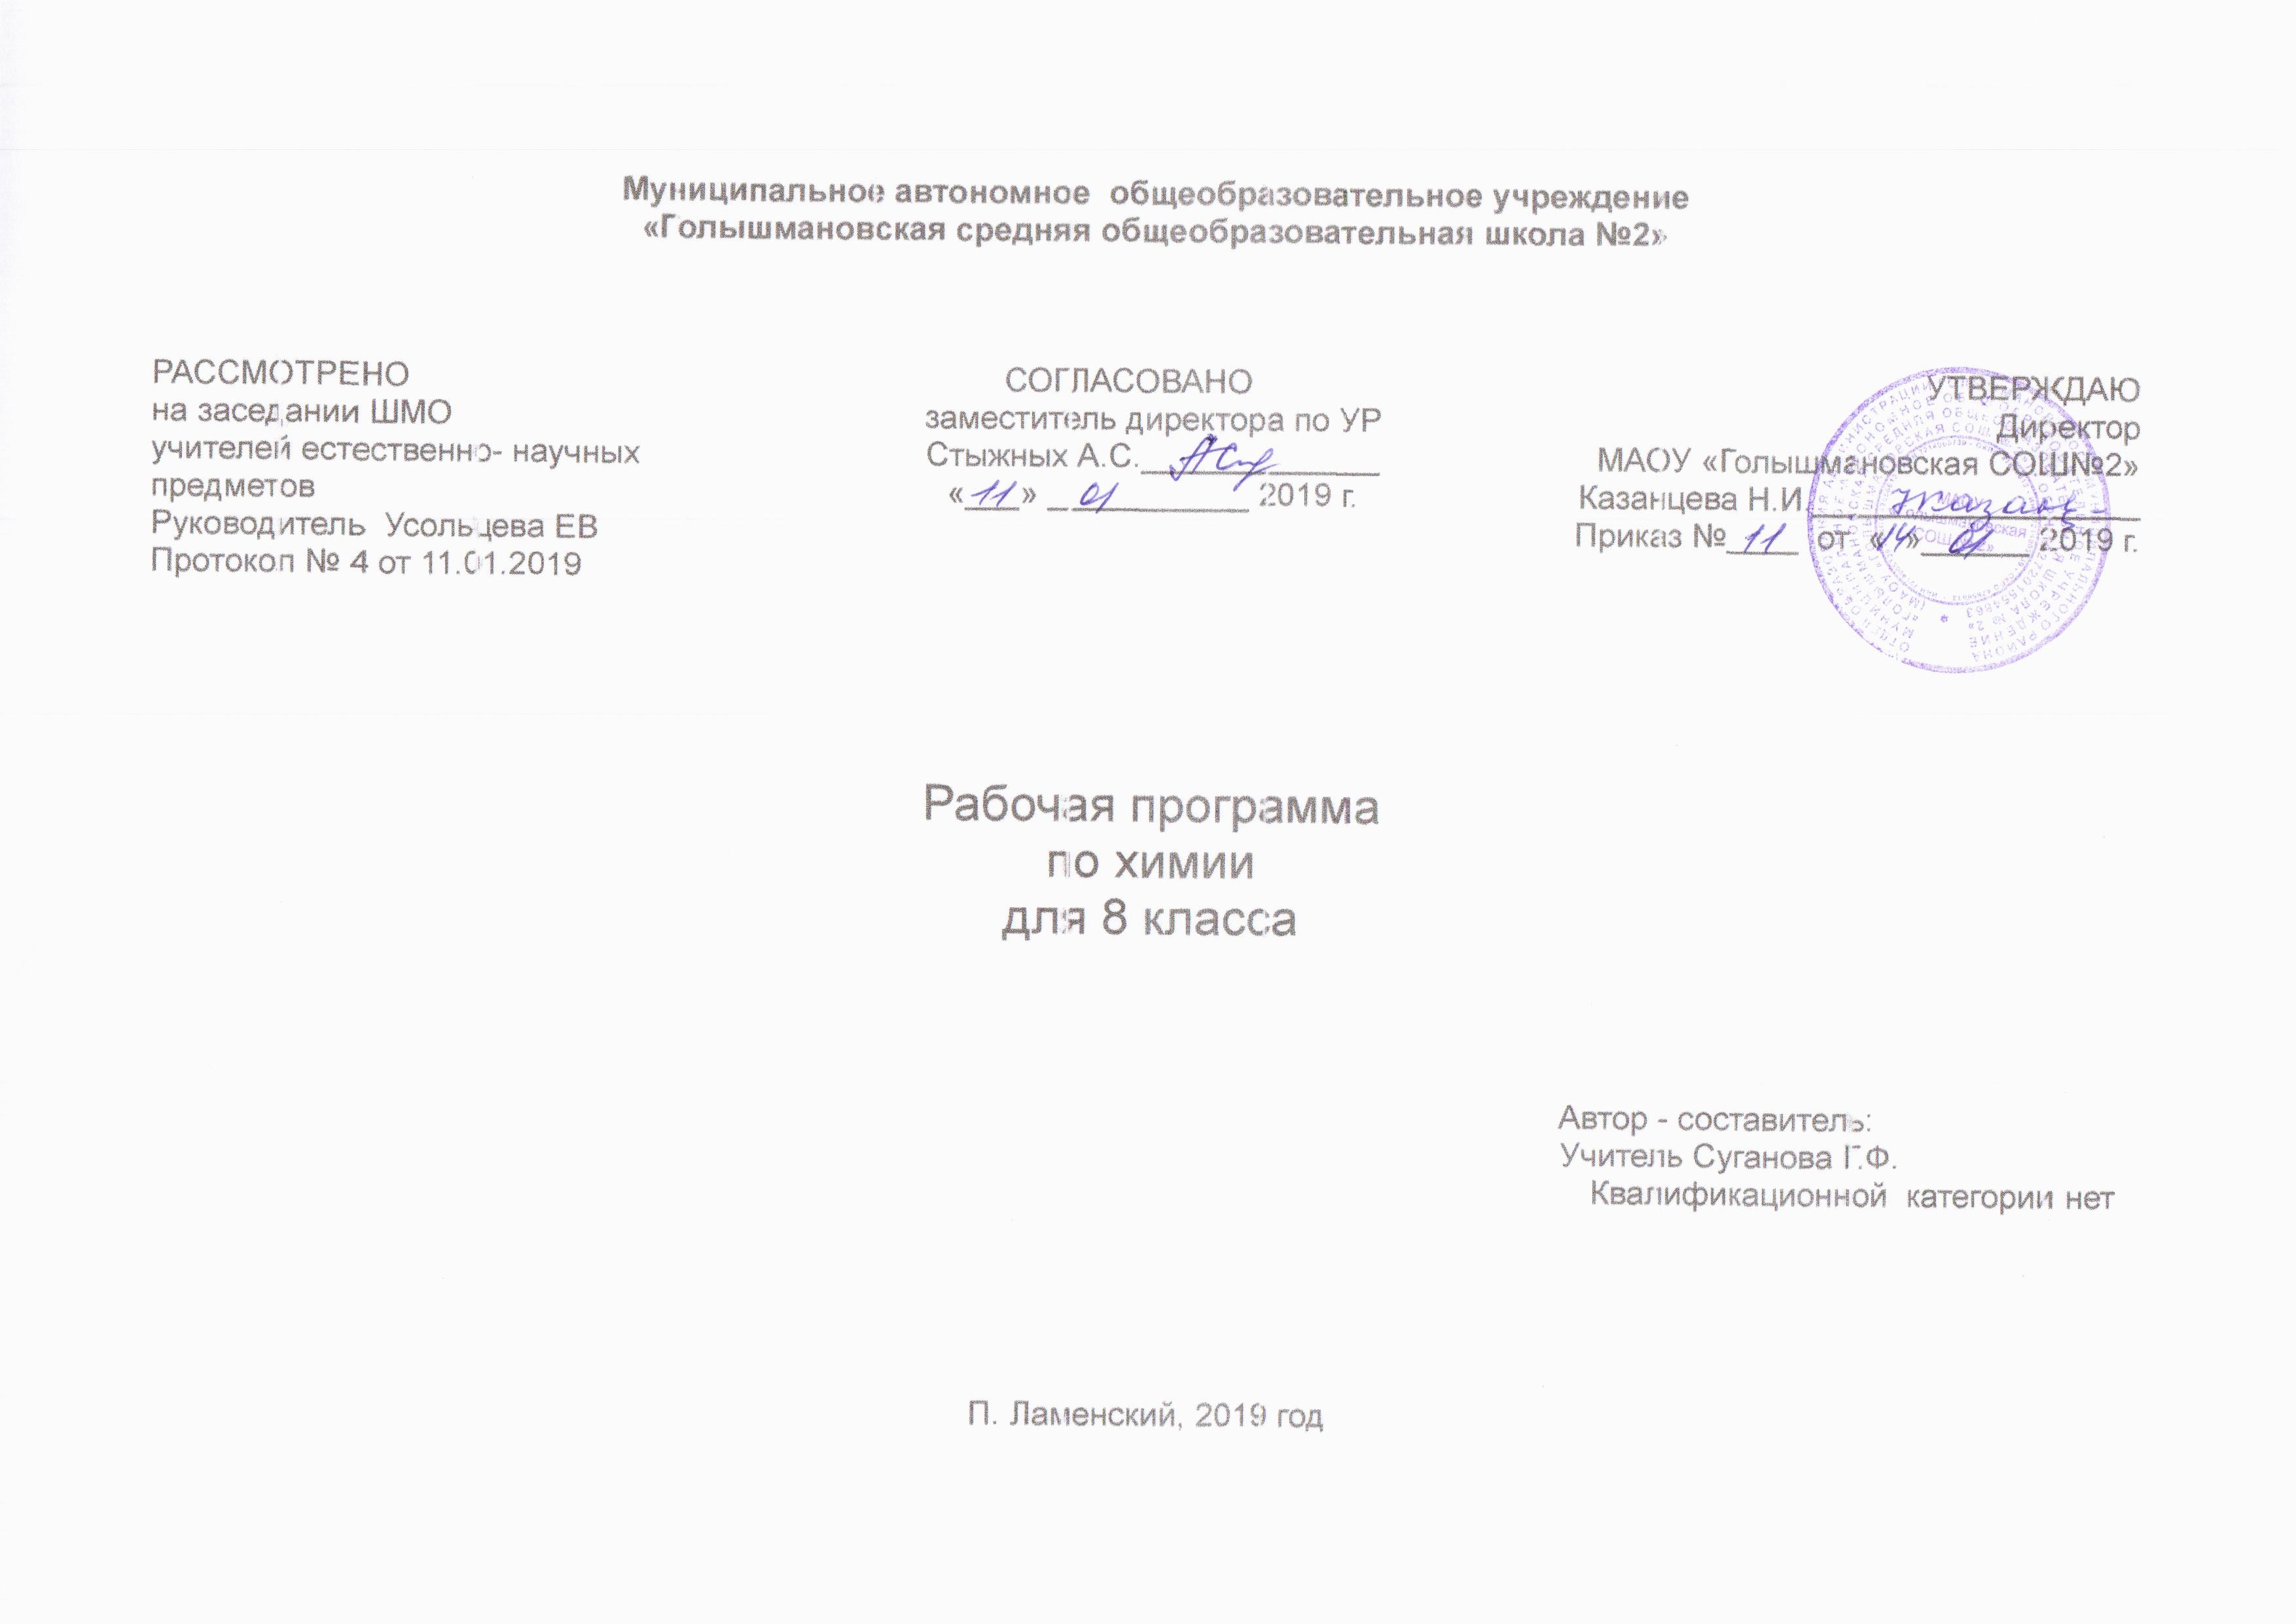 Муниципальное автономное общеобразовательное учреждение
«Голышмановская средняя общеобразовательная школа №2»
РАССМОТРЕНО
на заседании ШМО
учителей естественно- научных
предметов
Руководитель Усольцева ЕВ
Протокол № 4 от 11.01.2019
СОГЛАСОВАНО
заместитель директора по УР
Стыжных А.С.
«11» 01 2019 г.
УТВЕРЖДАЮ
Директор
МАОУ «Голышмановская СОШ№2»
Казанцева Н.И.
Приказ № 11 от «14» 01 2019 г.
Рабочая программа
по химии
для 8 класса
Автор - составитель:
Учитель Суганова Г.Ф.
Квалификационной категории нет
П. Ламенский, 2019 год